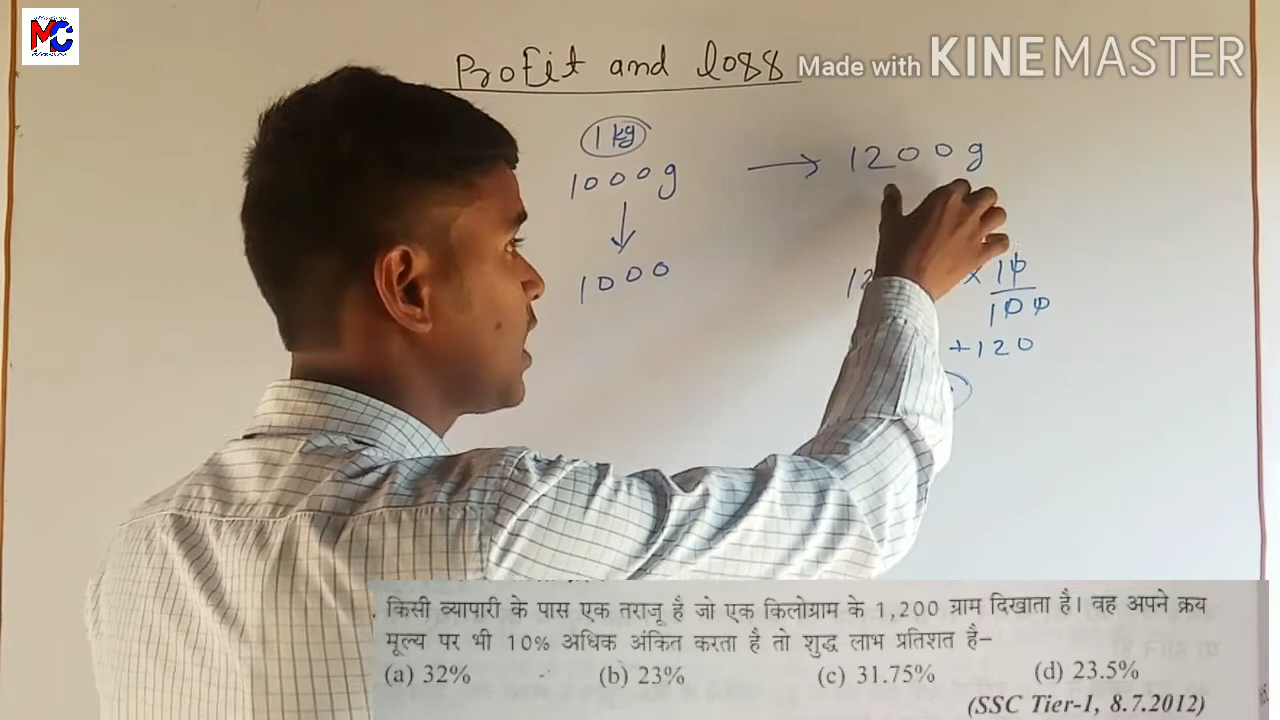 MC
Profit and loss
Made with KINEMASTER
1 kg
1000g → 1200g
1000
× 10
100
+120
किसी व्यापारी के पास एक तराजू है जो एक किलोग्राम के 1,200 ग्राम दिखाता है। वह अपने क्रय
मूल्य पर भी 10% अधिक अंकित करता है तो शुद्ध लाभ प्रतिशत है–
(a) 32% (b) 23% (c) 31.75% (d) 23.5%
(SSC Tier-1, 8.7.2012)